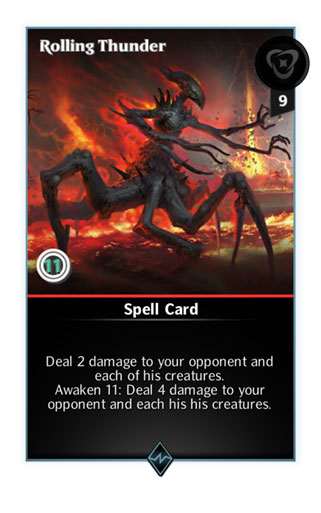 Rolling Thunder
9
11
Spell Card
Deal 2 damage to your opponent and
each of his creatures.
Awaken 11: Deal 4 damage to your
opponent and each his his creatures.